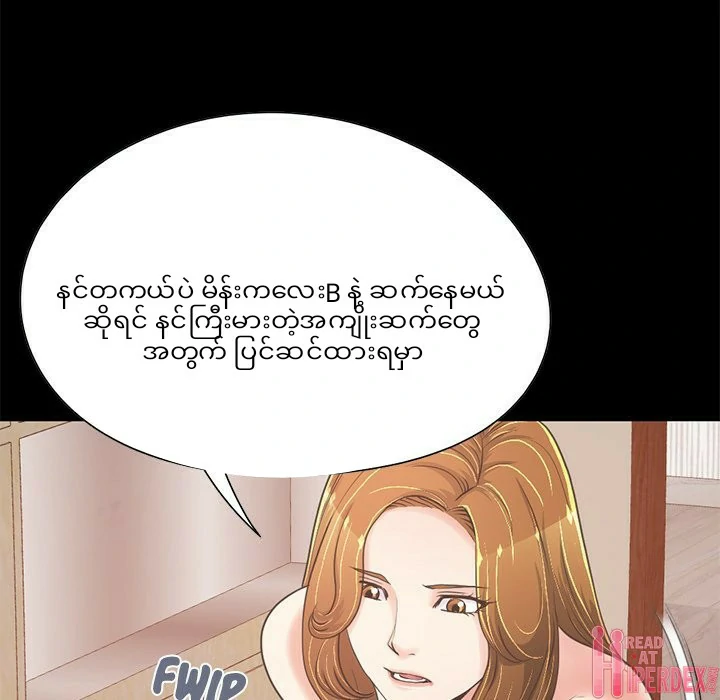 နင်တကယ်ပဲ မိန်းကလေးB နဲ့ ဆက်နေမယ်
ဆိုရင် နင်ကြီးမားတဲ့အကျိုးဆက်တွေ
အတွက် ပြင်ဆင်ထားရမှာ
FWIP
READ
AT
HIPERDEX